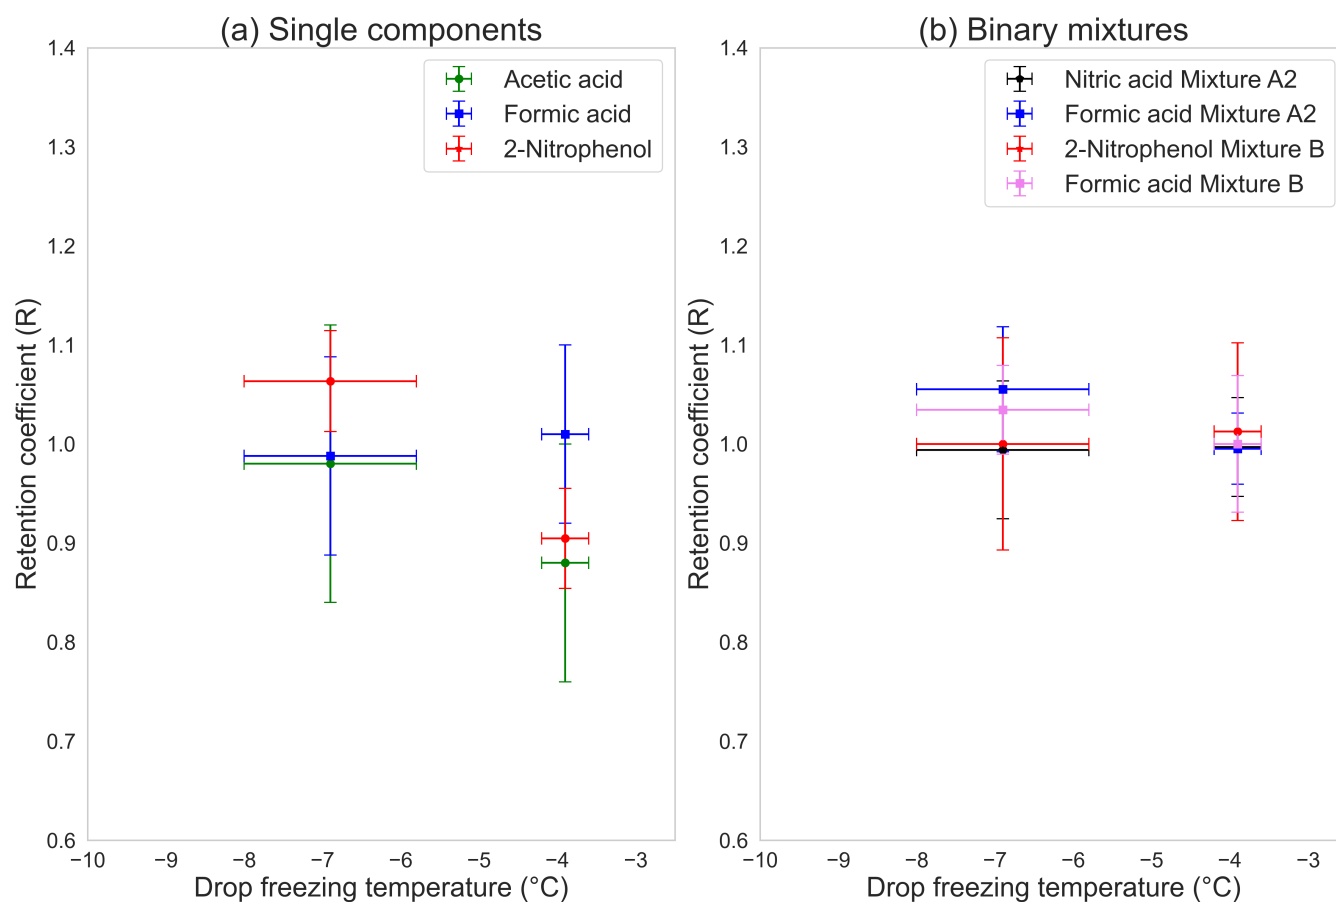 (a) Single components
1.4
1.3
1.2
1.1
1.0
0.9
0.8
0.7
0.6
Retention coefficient (R)
Acetic acid
Formic acid
2-Nitrophenol
−10
−9
−8
−7
−6
−5
−4
−3
Drop freezing temperature (°C)
(b) Binary mixtures
1.4
1.3
1.2
1.1
1.0
0.9
0.8
0.7
0.6
Retention coefficient (R)
Nitric acid Mixture A2
Formic acid Mixture A2
2-Nitrophenol Mixture B
Formic acid Mixture B
−10
−9
−8
−7
−6
−5
−4
−3
Drop freezing temperature (°C)